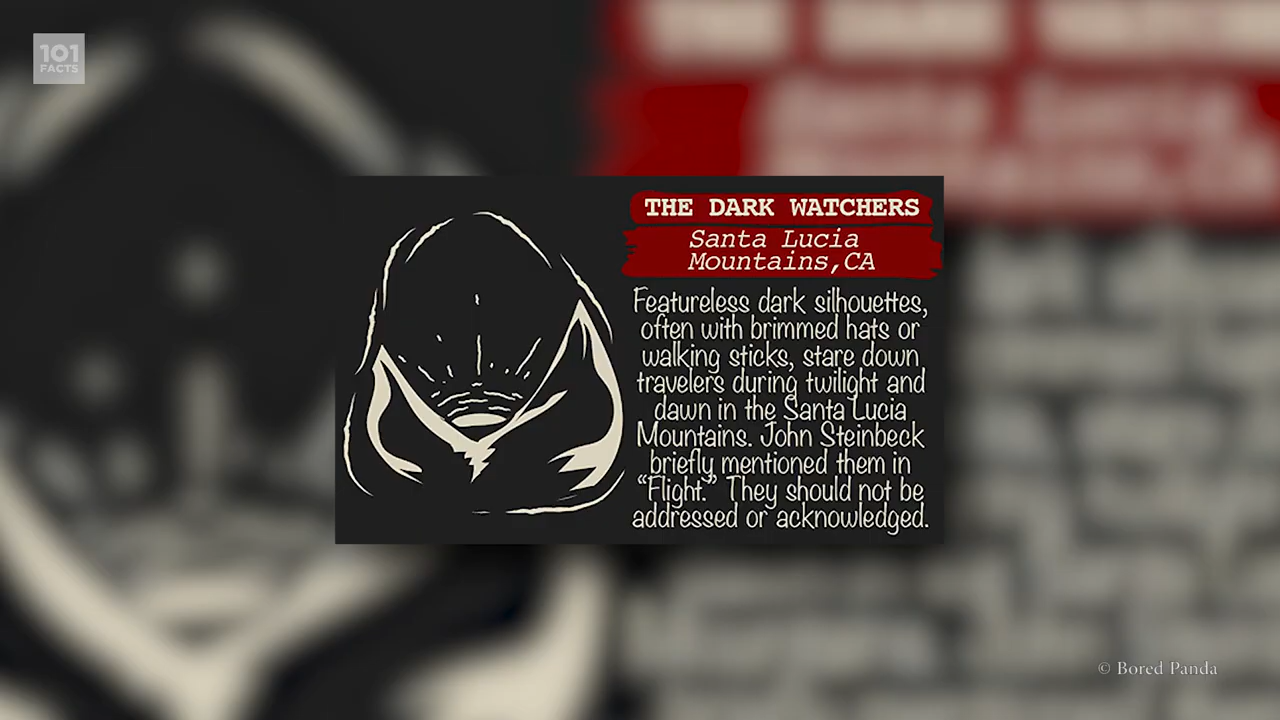 101
FACTS
THE DARK WATCHERS
Santa Lucia
Mountains,CA
Featureless dark silhouettes,
often with brimmed hats or
walking sticks, stare down
travelers during twilight and
dawn in the Santa Lucia
Mountains. John Steinbeck
briefly mentioned them in
“Flight.” They should not be
addressed or acknowledged.
© Bored Panda